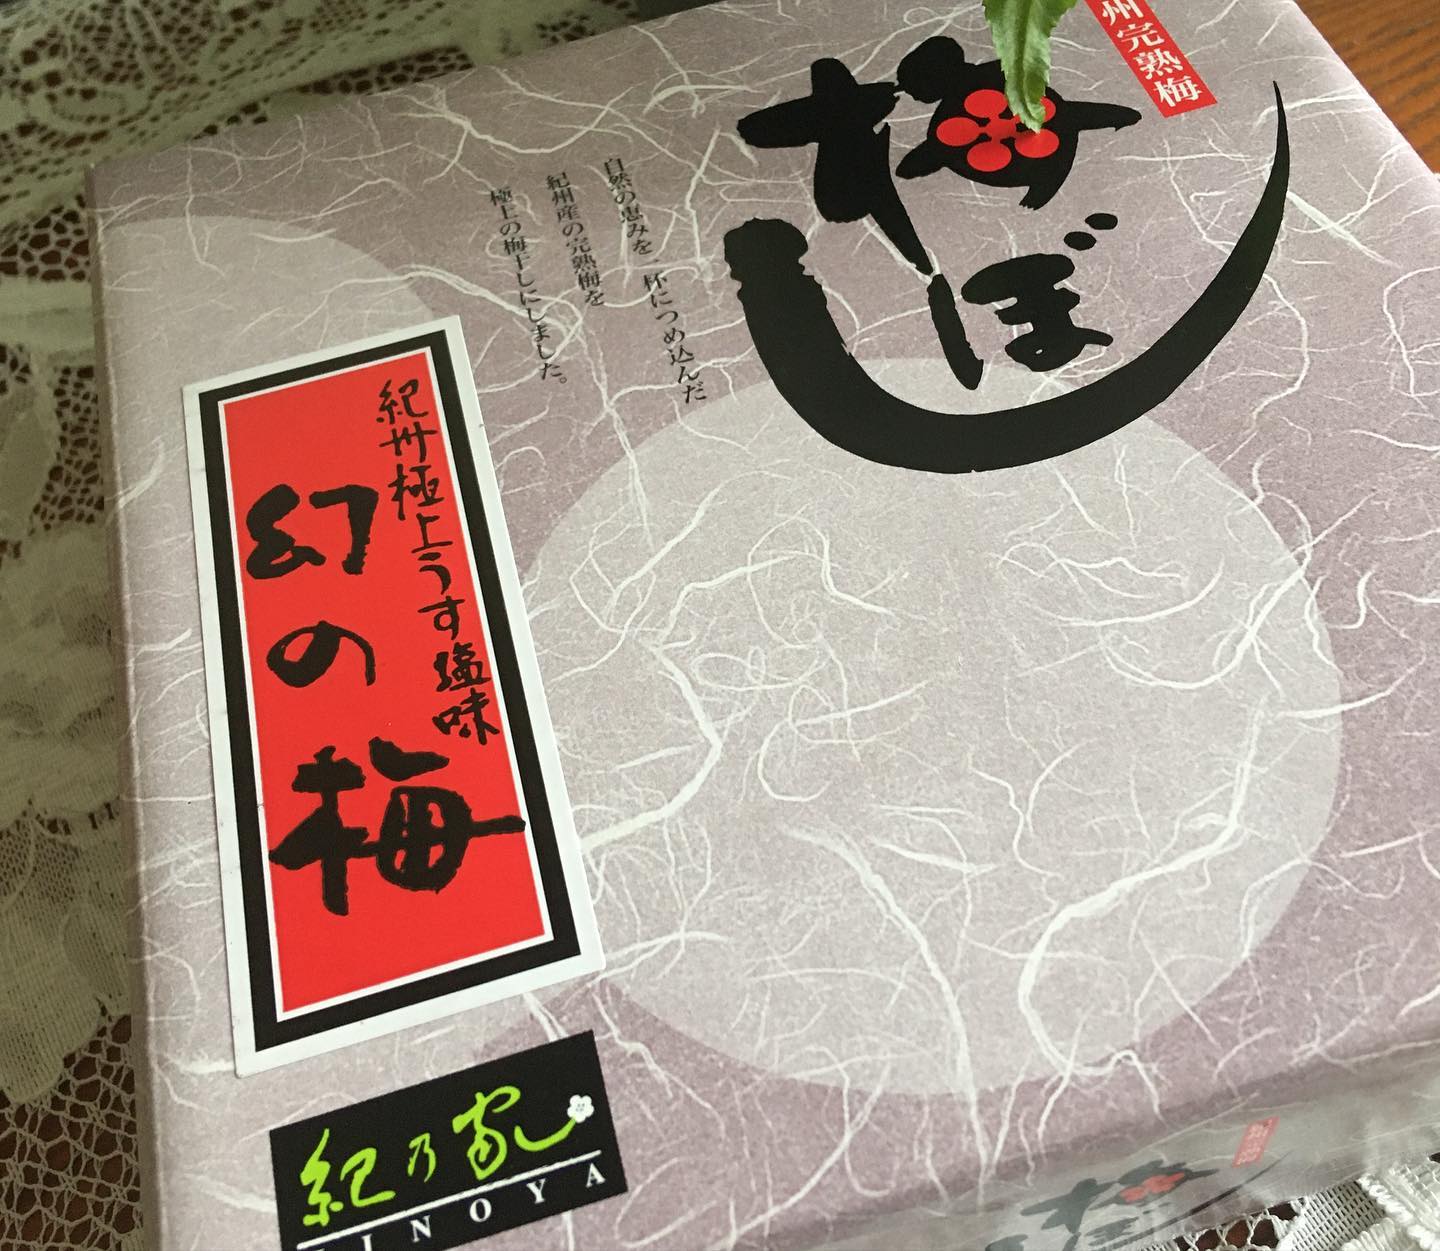 州完熟梅
梅ぼし
自然の恵みを一杯につめ込んだ
紀州産の完熟梅を
極上の梅干しにしました。
紀州極上うす塩味
幻の梅
紀乃家
INOYA